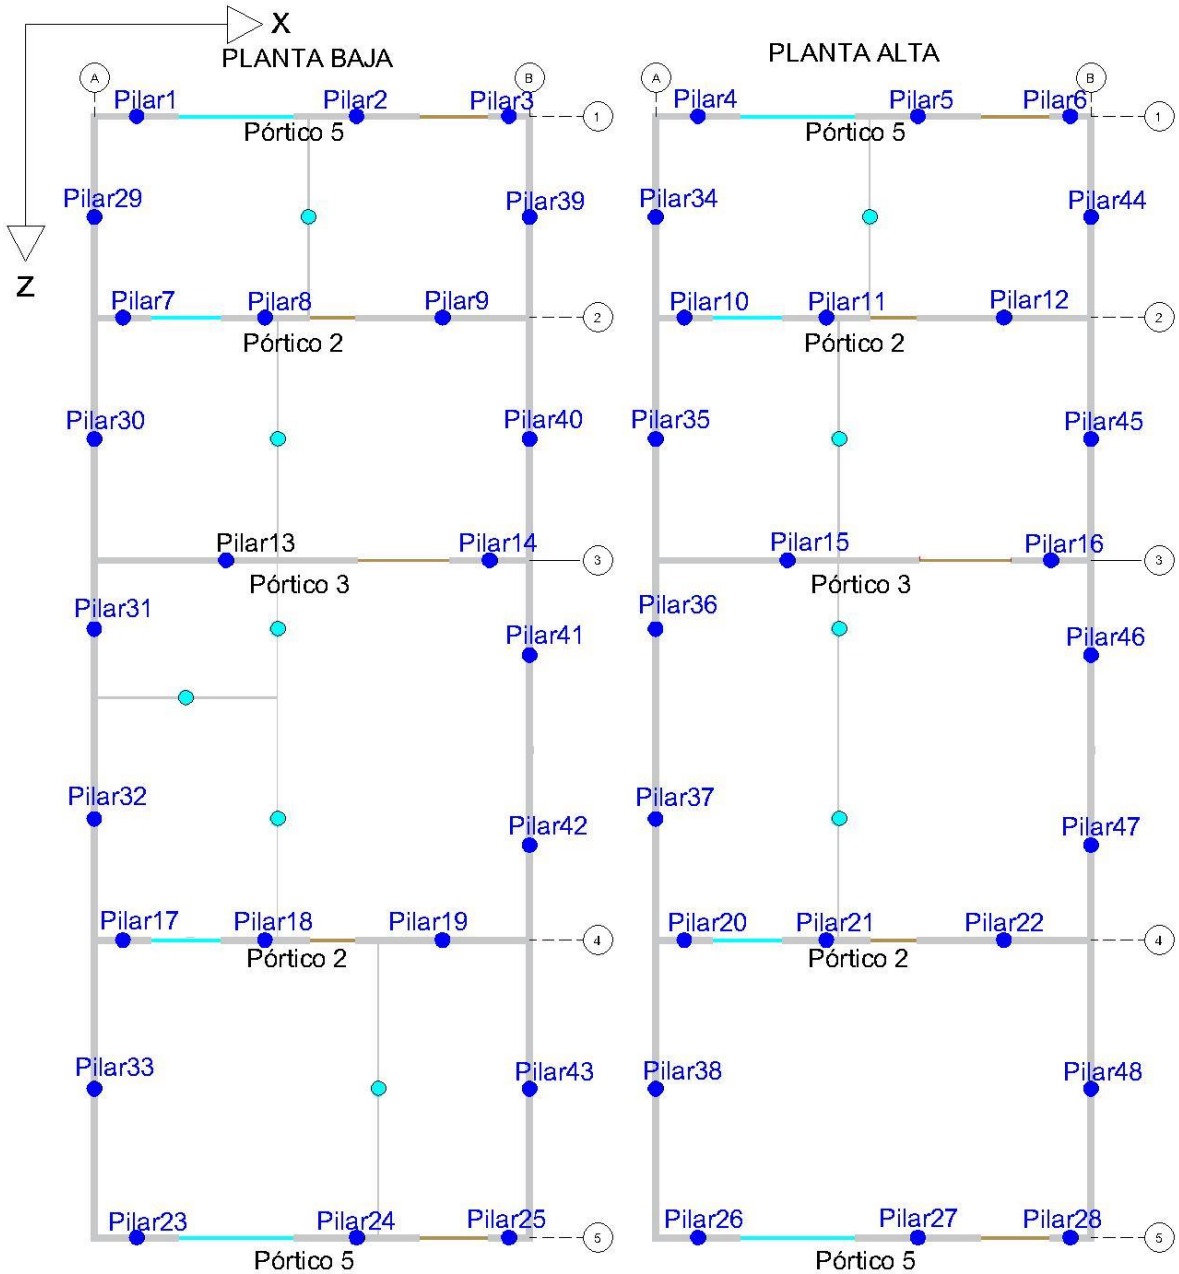 X
PLANTA BAJA
PLANTA ALTA
A
B
A
B
Pilar1
Pilar2
Pilar3
1
Pilar4
Pilar5
Pilar6
1
Pórtico 5
Pórtico 5
Pilar29
Pilar39
Pilar34
Pilar44
Z
Pilar7
Pilar8
Pilar9
2
Pilar10
Pilar11
Pilar12
2
Pórtico 2
Pórtico 2
Pilar30
Pilar40
Pilar35
Pilar45
Pilar13
Pilar14
3
Pilar15
Pilar16
3
Pórtico 3
Pórtico 3
Pilar31
Pilar41
Pilar36
Pilar46
Pilar32
Pilar42
Pilar37
Pilar47
Pilar17
Pilar18
Pilar19
4
Pilar20
Pilar21
Pilar22
4
Pórtico 2
Pórtico 2
Pilar33
Pilar43
Pilar38
Pilar48
Pilar23
Pilar24
Pilar25
5
Pilar26
Pilar27
Pilar28
5
Pórtico 5
Pórtico 5